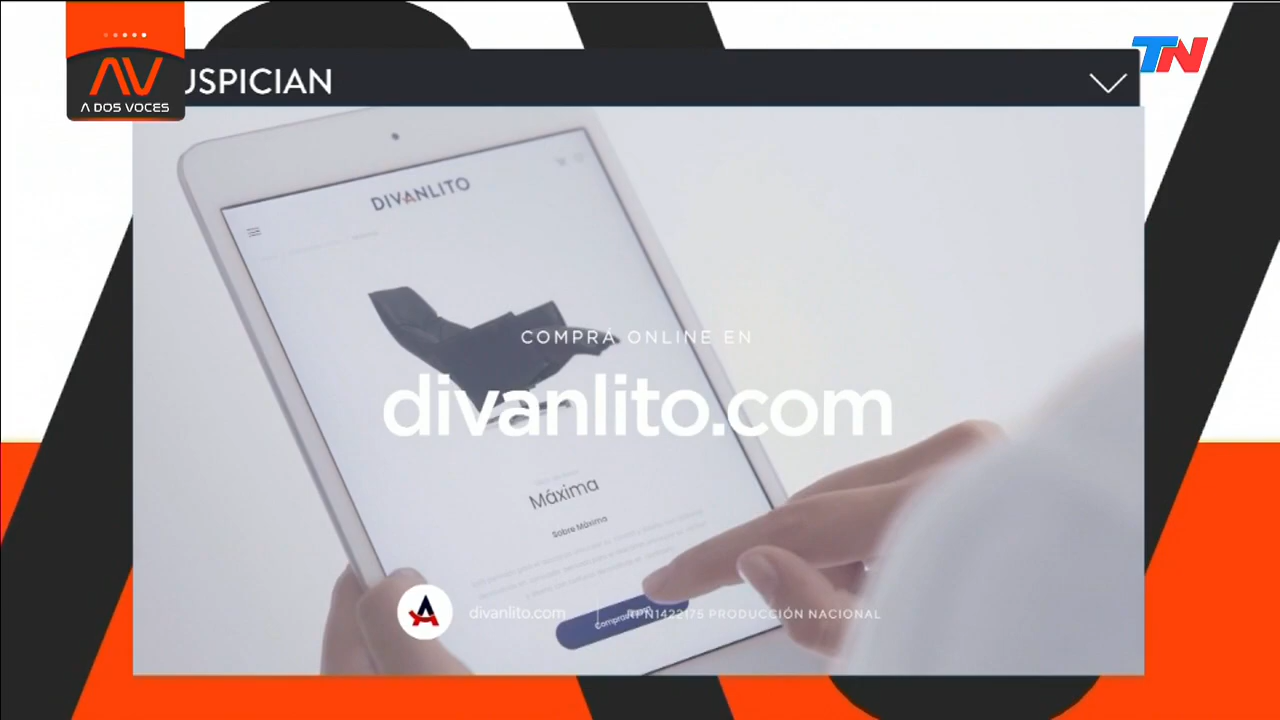 AV
A DOS VOCES
USPICIAN
TN
DIVANLITO
COMPRÁ ONLINE EN
divanlito.com
Máxima
Sobre Máxima
divanlito.com
RPN1422175 PRODUCCIÓN NACIONAL